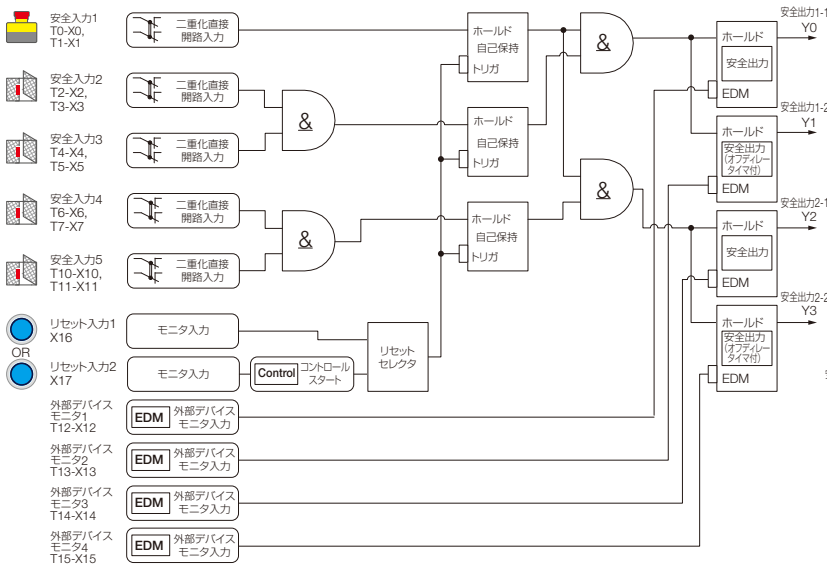 安全入力1
T0-X0,
T1-X1
二重化直接
開路入力
安全入力2
T2-X2,
T3-X3
二重化直接
開路入力
安全入力3
T4-X4,
T5-X5
二重化直接
開路入力
安全入力4
T6-X6,
T7-X7
二重化直接
開路入力
安全入力5
T10-X10,
T11-X11
二重化直接
開路入力
リセット入力1
X16
モニタ入力
OR
リセット入力2
X17
モニタ入力
Control コントロール
スタート
リセット
セレクタ
外部デバイス
モニタ1
T12-X12
EDM 外部デバイス
モニタ入力
外部デバイス
モニタ2
T13-X13
EDM 外部デバイス
モニタ入力
外部デバイス
モニタ3
T14-X14
EDM 外部デバイス
モニタ入力
外部デバイス
モニタ4
T15-X15
EDM 外部デバイス
モニタ入力
&
&
ホールド
自己保持
トリガ
ホールド
自己保持
トリガ
ホールド
自己保持
トリガ
&
&
安全出力1-1
Y0
ホールド
安全出力
EDM
安全出力1-2
Y1
ホールド
安全出力
(オフディレー
タイマ付)
EDM
安全出力2-1
Y2
ホールド
安全出力
EDM
安全出力2-2
Y3
ホールド
安全出力
(オフディレー
タイマ付)
EDM